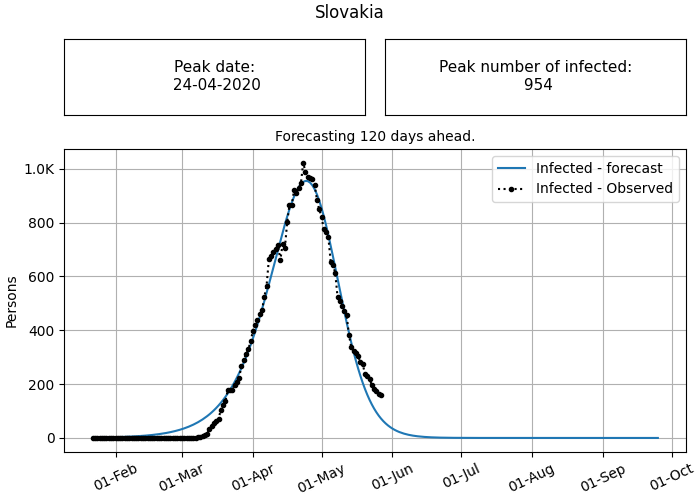 Slovakia
Peak date:
24-04-2020
Peak number of infected:
954
Forecasting 120 days ahead.
Infected - forecast
Infected - Observed
Persons
1.0K
800
600
400
200
0
01-Feb
01-Mar
01-Apr
01-May
01-Jun
01-Jul
01-Aug
01-Sep
01-Oct